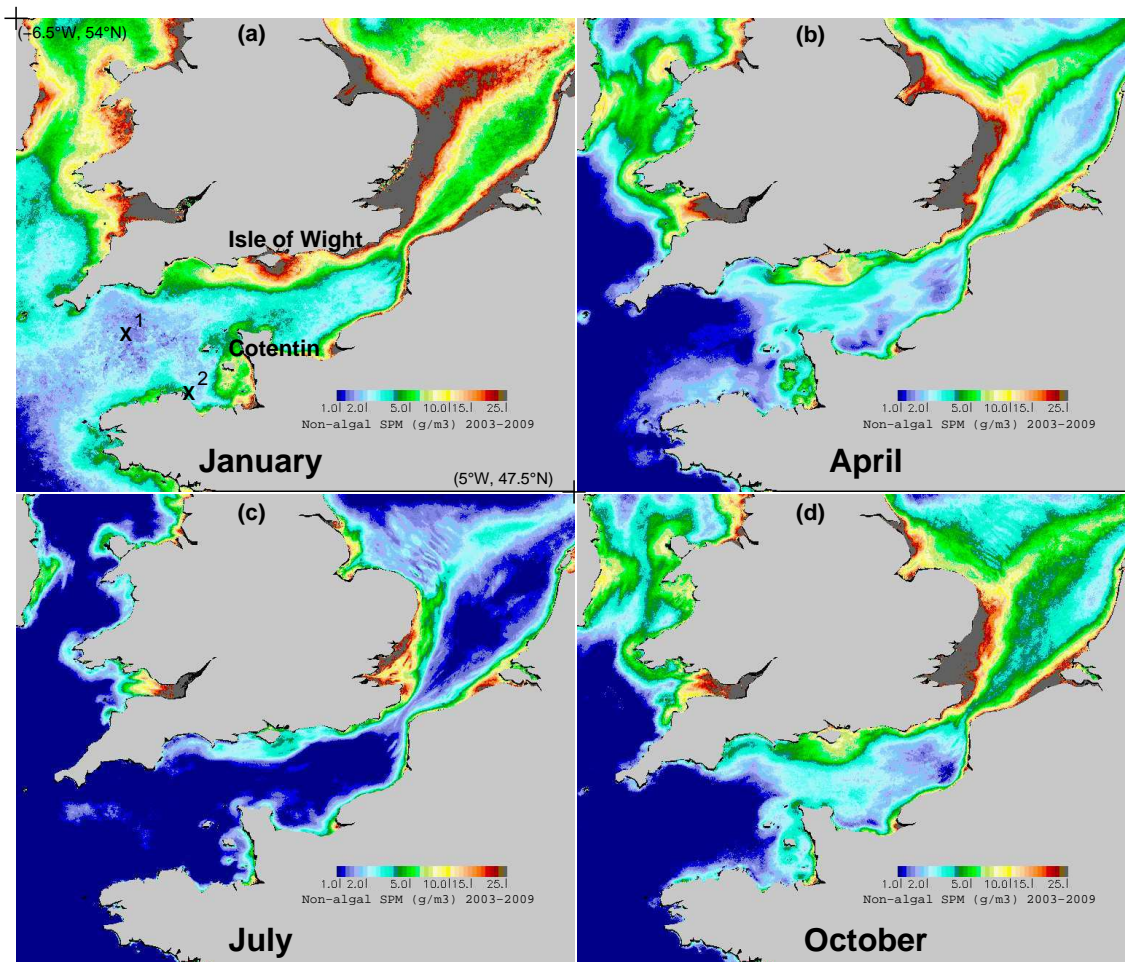 (−6.5°W, 54°N)
(a)
Isle of Wight
x1
Cotentin
x2
1.0| 2.0| 5.0| 10.0|15.| 25.|
Non-algal SPM (g/m3) 2003-2009
January
(5°W, 47.5°N)
(b)
1.0| 2.0| 5.0| 10.0|15.| 25.|
Non-algal SPM (g/m3) 2003-2009
April
(c)
1.0| 2.0| 5.0| 10.0|15.| 25.|
Non-algal SPM (g/m3) 2003-2009
July
(d)
1.0| 2.0| 5.0| 10.0|15.| 25.|
Non-algal SPM (g/m3) 2003-2009
October